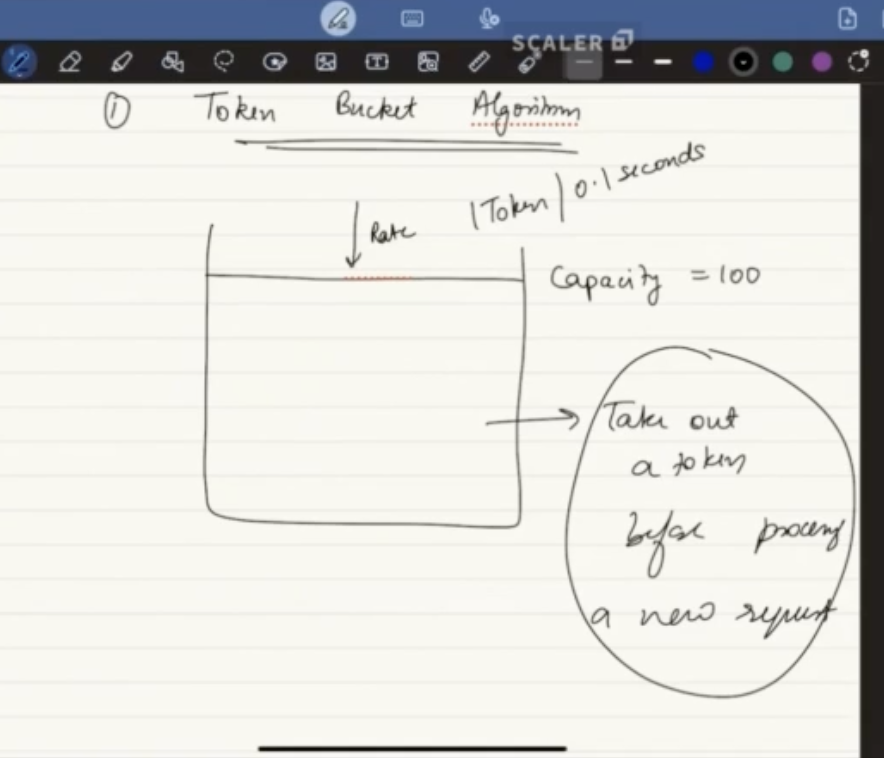 SCALER
① Token Bucket Algorithm
Rate
1 Token / 0.1 seconds
Capacity = 100
Take out
a token
before processing
a new request